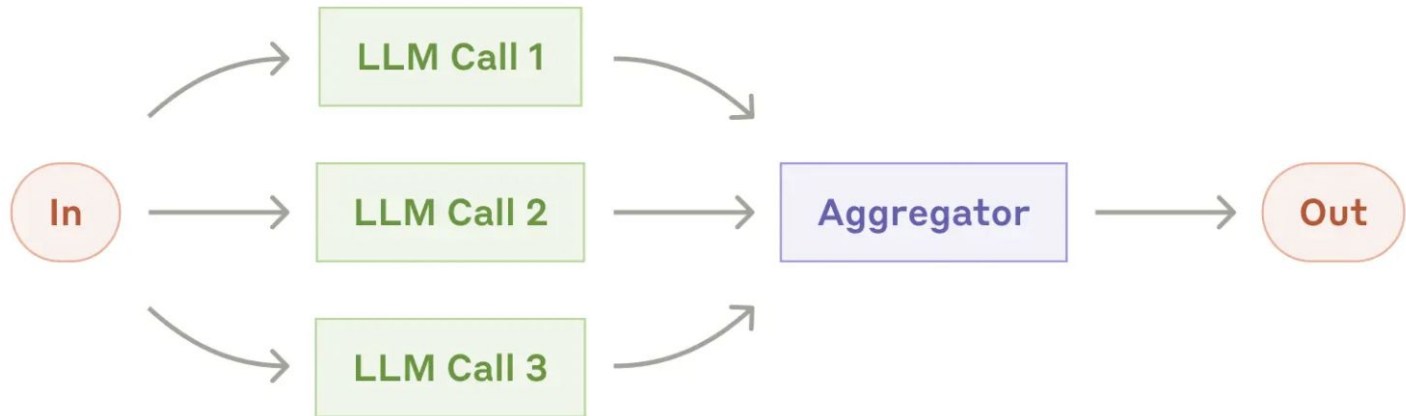 LLM Call 1
In
LLM Call 2
Aggregator
Out
LLM Call 3